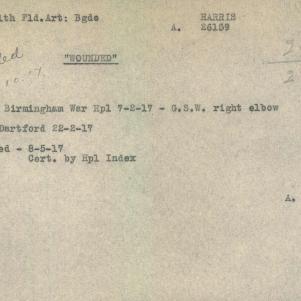 1th Fld.Art: Bgde HARRIS
A. 26159
"WOUNDED"
Birmingham War Hpl 7-2-17 - G.S.W. right elbow
Dartford 22-2-17
ed - 8-5-17
Cert. by Hpl Index
A.